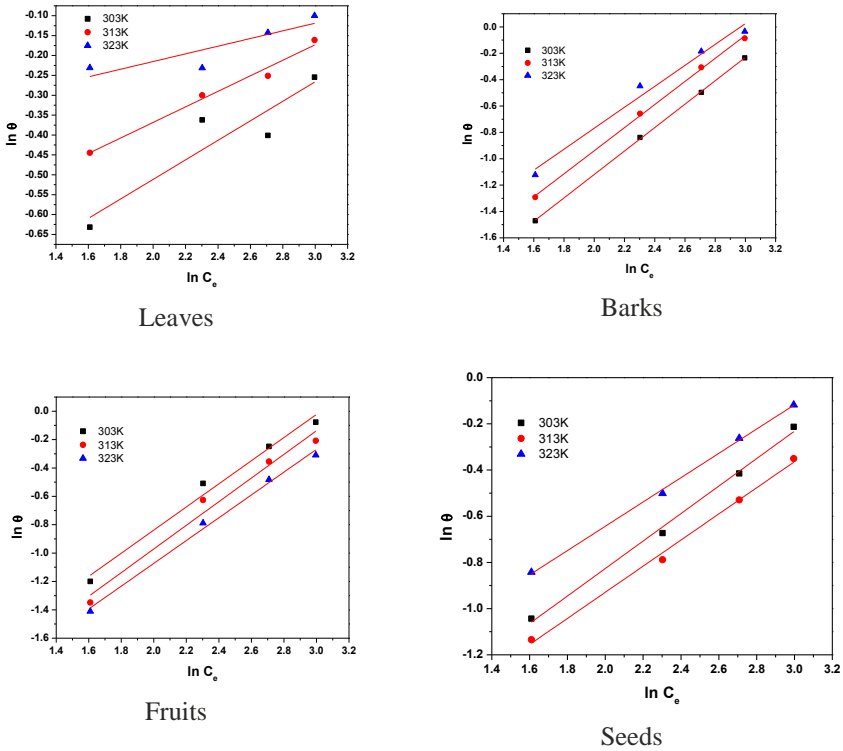 -0.10
-0.15
-0.20
-0.25
-0.30
-0.35
-0.40
-0.45
-0.50
-0.55
-0.60
-0.65
ln θ
303K
313K
323K
1.4 1.6 1.8 2.0 2.2 2.4 2.6 2.8 3.0 3.2
ln Ce
Leaves
0.0
-0.2
-0.4
-0.6
-0.8
-1.0
-1.2
-1.4
-1.6
ln θ
303K
313K
323K
1.4 1.6 1.8 2.0 2.2 2.4 2.6 2.8 3.0 3.2
ln Ce
Barks
0.0
-0.2
-0.4
-0.6
-0.8
-1.0
-1.2
-1.4
-1.6
ln θ
303K
313K
323K
1.4 1.6 1.8 2.0 2.2 2.4 2.6 2.8 3.0 3.2
ln Ce
Fruits
0.0
-0.2
-0.4
-0.6
-0.8
-1.0
-1.2
ln θ
303K
313K
323K
1.4 1.6 1.8 2.0 2.2 2.4 2.6 2.8 3.0 3.2
ln Ce
Seeds